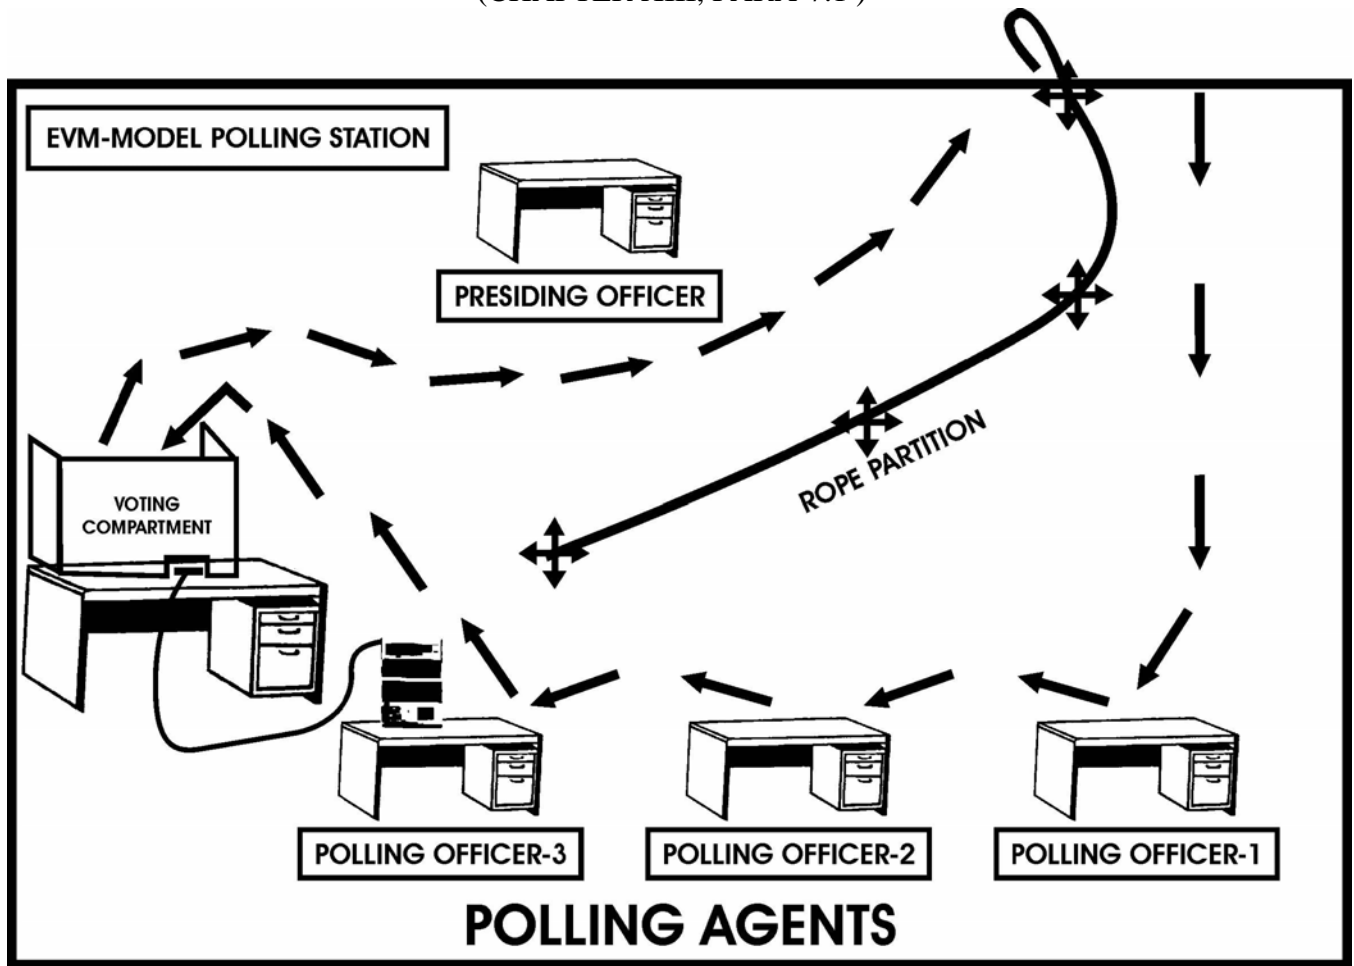 EVM-MODEL POLLING STATION
PRESIDING OFFICER
ROPE PARTITION
VOTING
COMPARTMENT
POLLING OFFICER-3
POLLING OFFICER-2
POLLING OFFICER-1
POLLING AGENTS